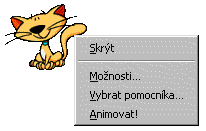 Skrýt
Možnosti...
Vybrat pomocníka...
Animovat!